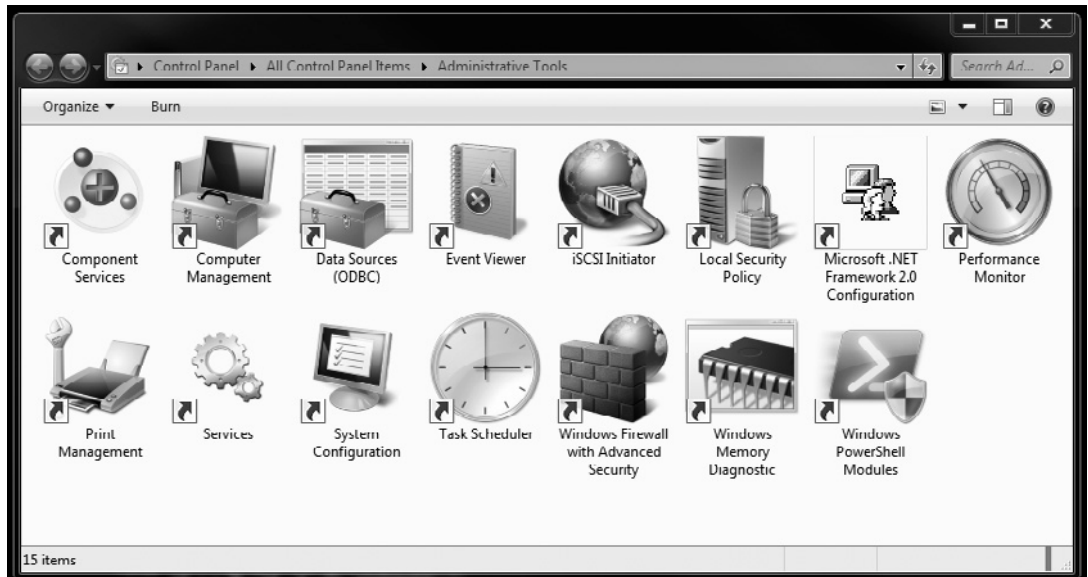 Control Panel ▸ All Control Panel Items ▸ Administrative Tools
Search Ad...
Organize ▾ Burn
Component
Services
Computer
Management
Data Sources
(ODBC)
Event Viewer
iSCSI Initiator
Local Security
Policy
Microsoft .NET
Framework 2.0
Configuration
Performance
Monitor
Print
Management
Services
System
Configuration
Task Scheduler
Windows Firewall
with Advanced
Security
Windows
Memory
Diagnostic
Windows
PowerShell
Modules
15 items